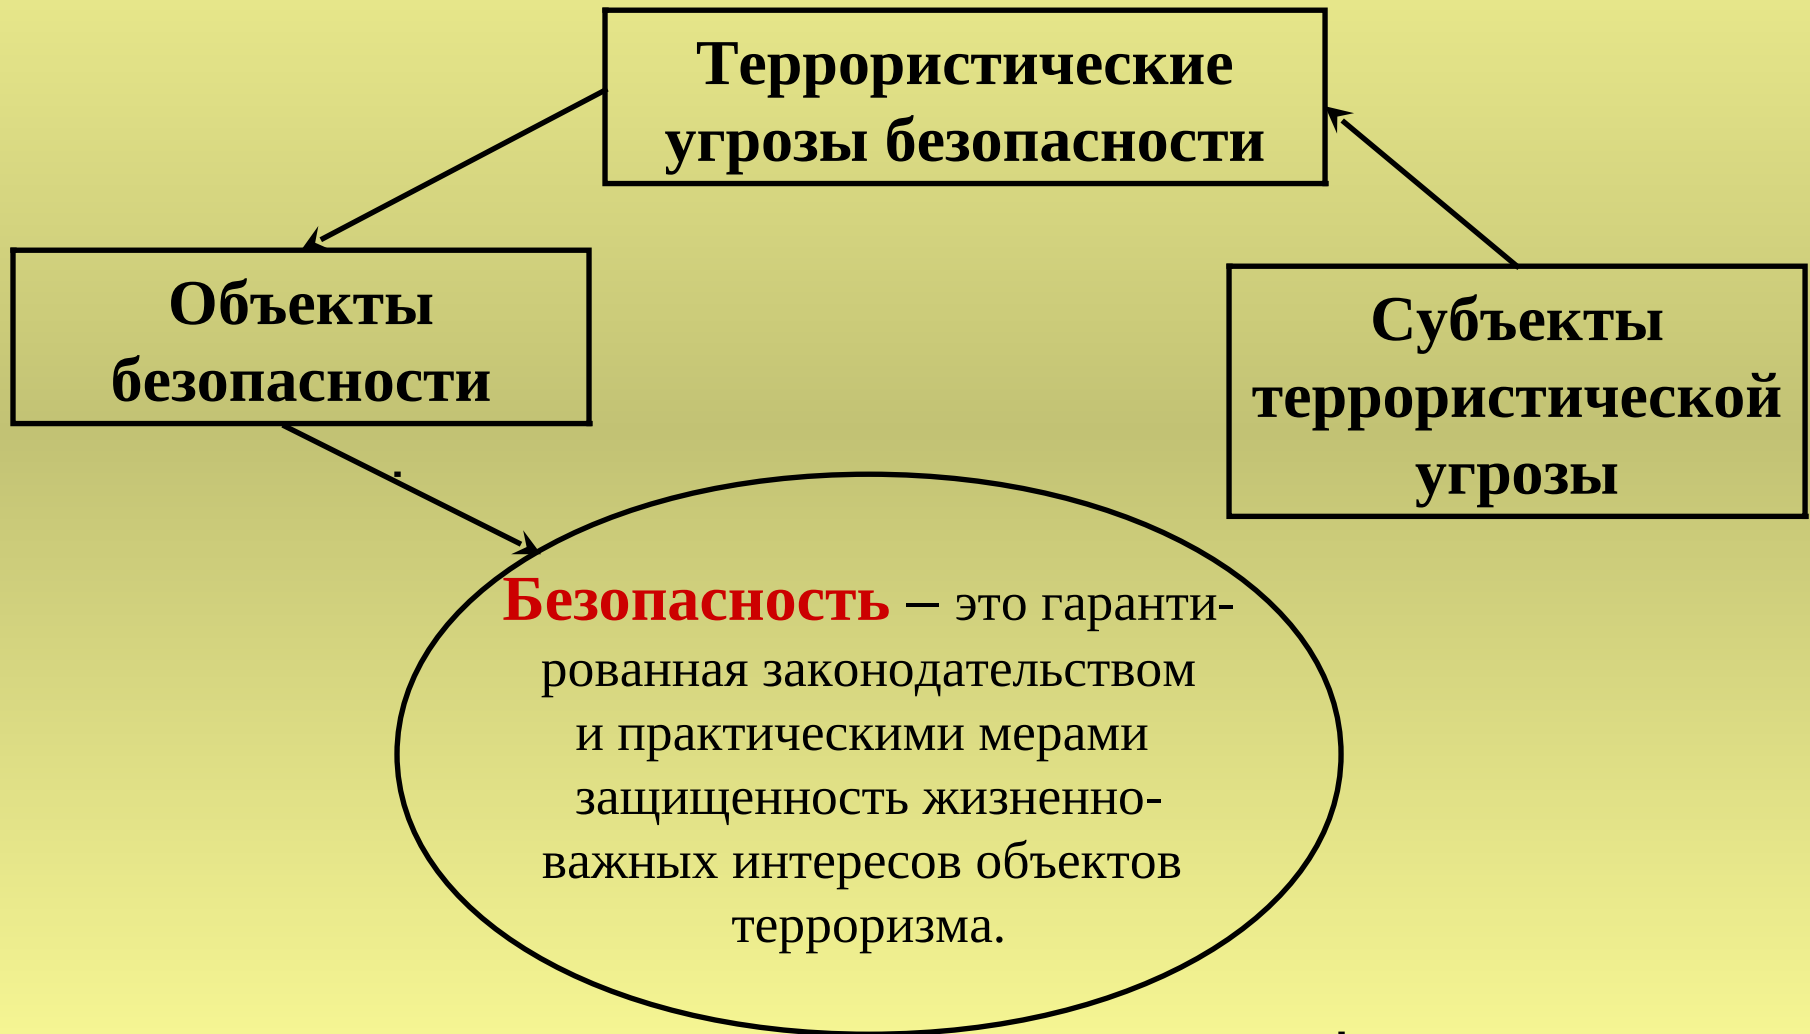 Террористические
угрозы безопасности
Объекты
безопасности
Субъекты
террористической
угрозы
.
Безопасность – это гаранти-
рованная законодательством
и практическими мерами
защищенность жизненно-
важных интересов объектов
терроризма.